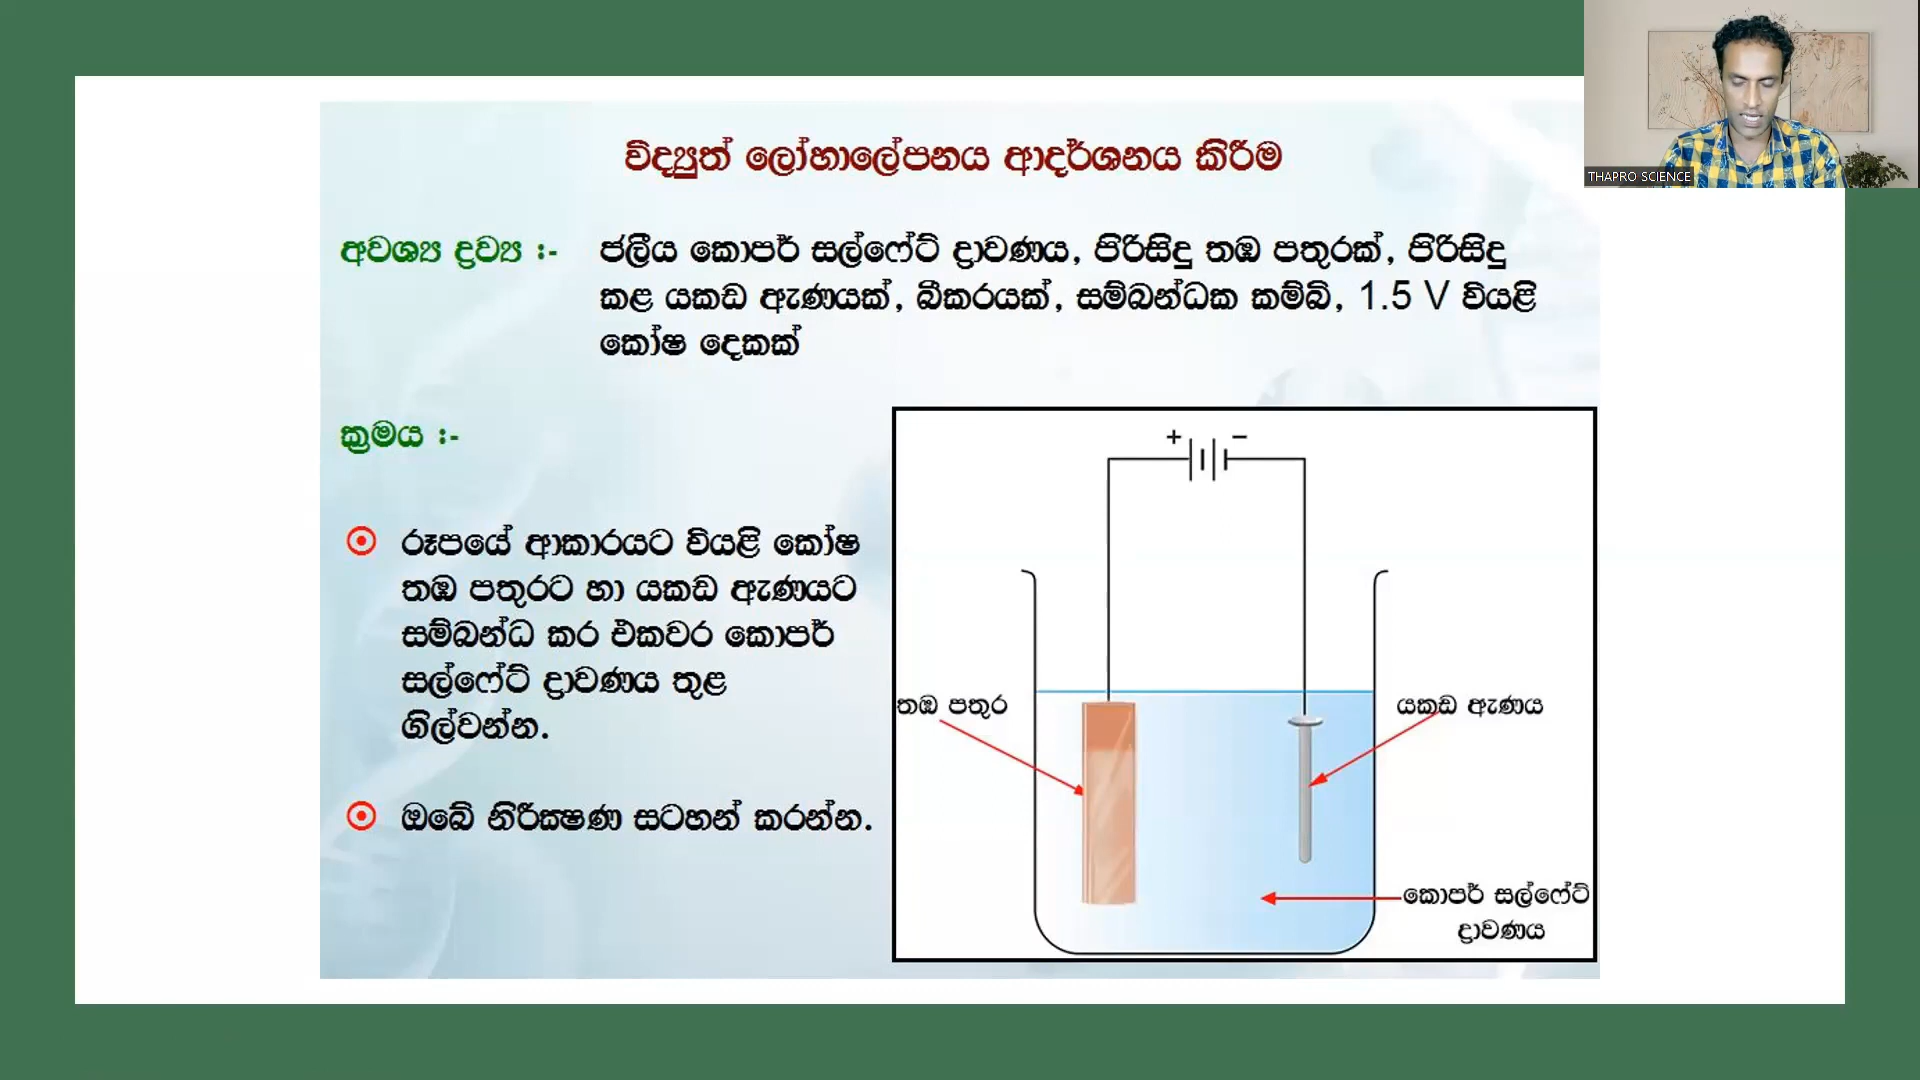 THAPRO SCIENCE
විද්‍යුත් ලෝහාලේපනය ආදර්ශනය කිරීම
අවශ්‍ය ද්‍රව්‍ය :- ජලීය කොපර් සල්ෆේට් ද්‍රාවණය, පිරිසිදු තඹ පතුරක්, පිරිසිදු
කළ යකඩ ඇණයක්, බීකරයක්, සම්බන්ධක කම්බි, 1.5 V වියළි
කෝෂ දෙකක්
ක්‍රමය :-
රූපයේ ආකාරයට වියළි කෝෂ
තඹ පතුරට හා යකඩ ඇණයට
සම්බන්ධ කර එකවර කොපර්
සල්ෆේට් ද්‍රාවණය තුළ
ගිල්වන්න.
ඔබේ නිරීක්‍ෂණ සටහන් කරන්න.
+ −
තඹ පතුර
යකඩ ඇණය
කොපර් සල්ෆේට්
ද්‍රාවණය